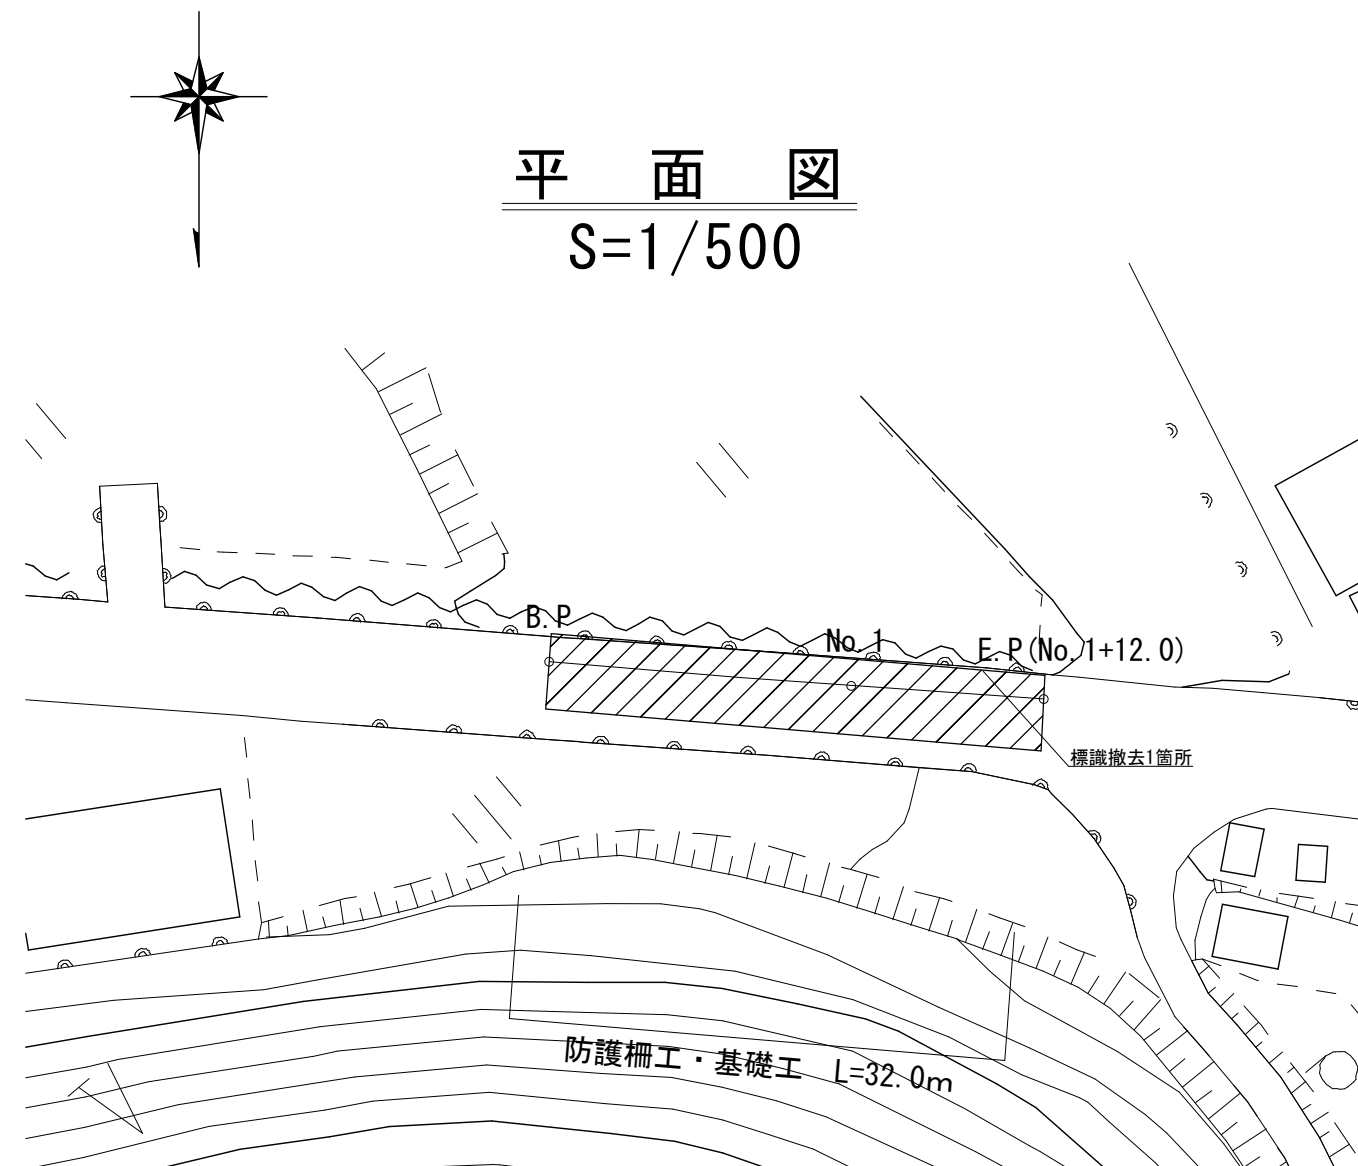 平 面 図
S=1/500
B.P
No.1
E.P(No.1+12.0)
標識撤去1箇所
防護柵工・基礎工 L=32.0m